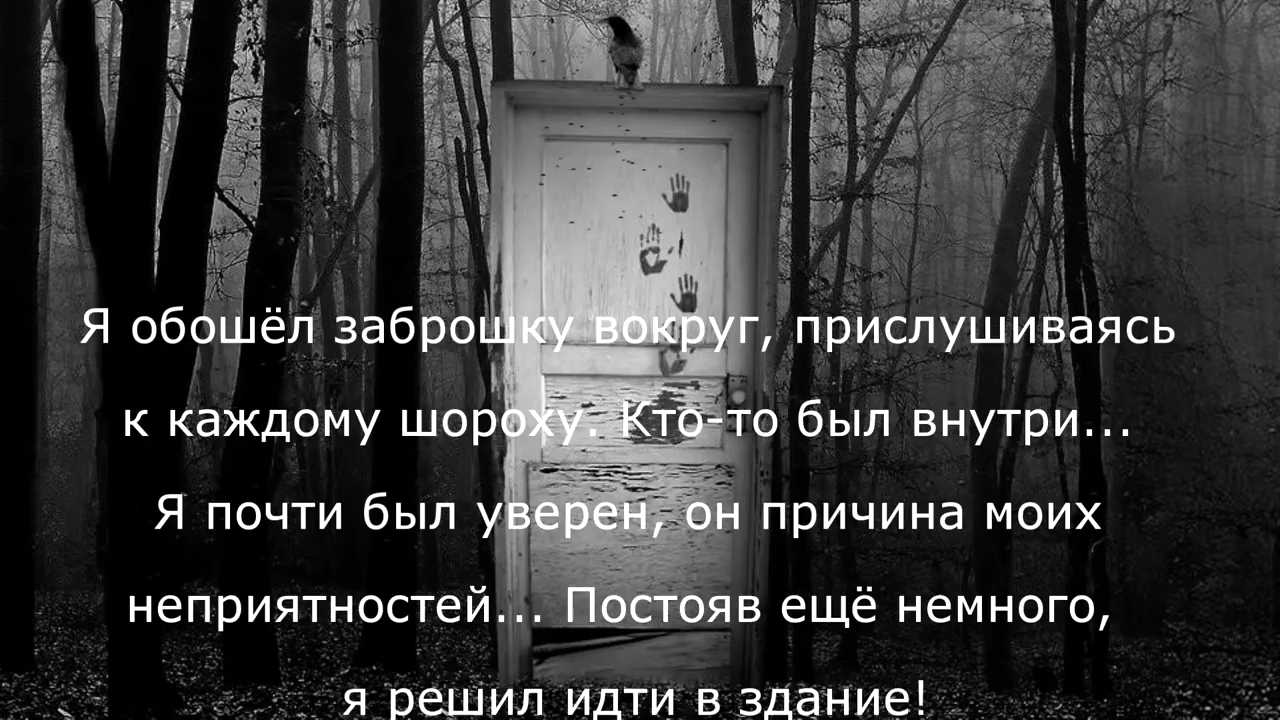 Я обошёл заброшку вокруг, прислушиваясь
к каждому шороху. Кто-то был внутри...
Я почти был уверен, он причина моих
неприятностей... Постояв ещё немного,
я решил идти в здание!